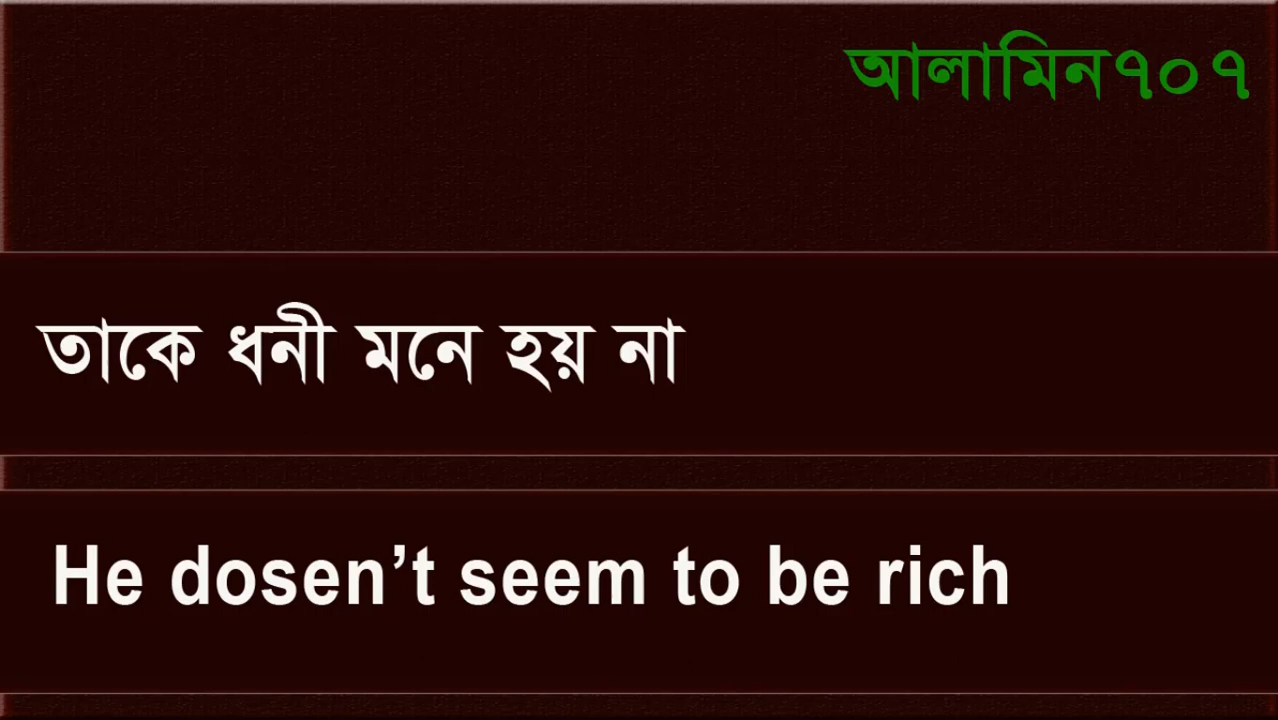 আলামিন৭০৭
তাকে ধনী মনে হয় না
He dosen’t seem to be rich